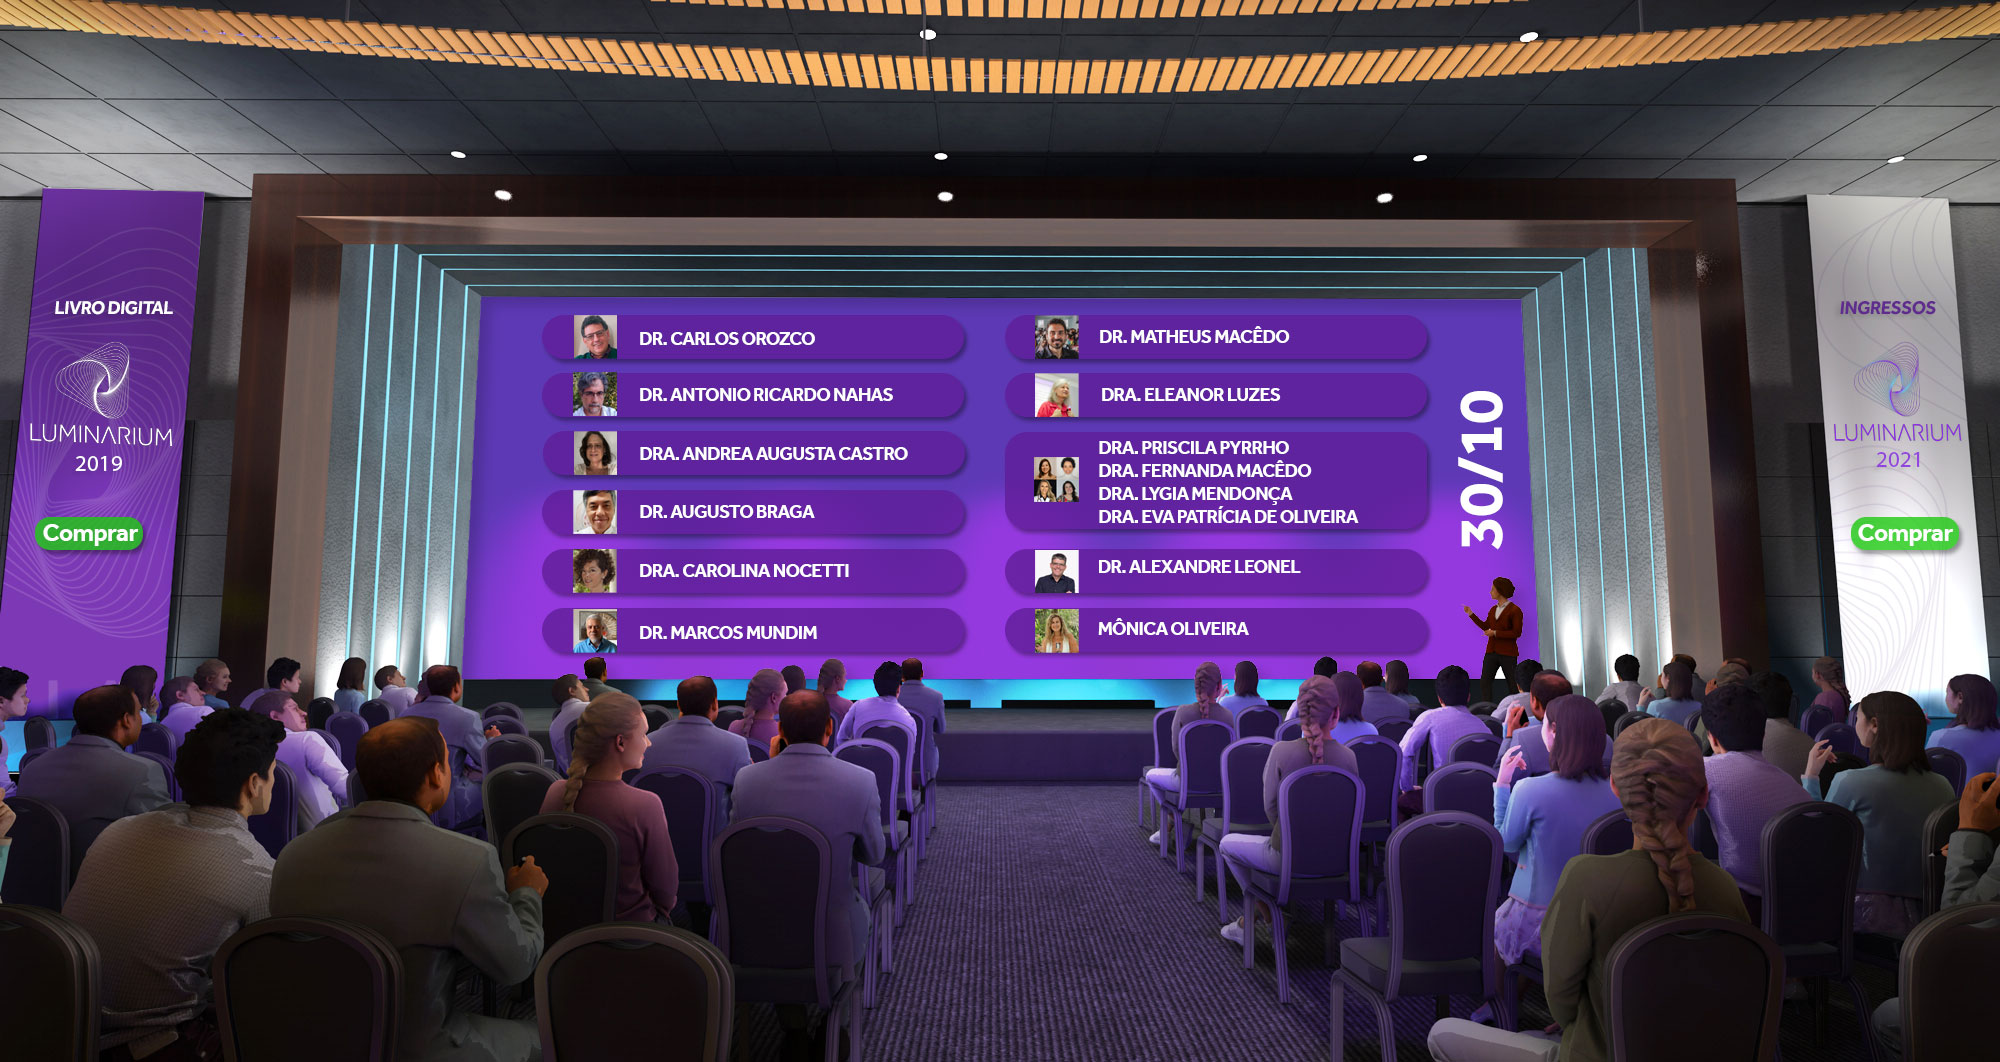 LIVRO DIGITAL
LUMINARIUM
2019
Comprar
DR. CARLOS OROZCO
DR. ANTONIO RICARDO NAHAS
DRA. ANDREA AUGUSTA CASTRO
DR. AUGUSTO BRAGA
DRA. CAROLINA NOCETTI
DR. MARCOS MUNDIM
DR. MATHEUS MACÊDO
DRA. ELEANOR LUZES
DRA. PRISCILA PYRRHO
DRA. FERNANDA MACÊDO
DRA. LYGIA MENDONÇA
DRA. EVA PATRÍCIA DE OLIVEIRA
DR. ALEXANDRE LEONEL
MÔNICA OLIVEIRA
30/10
INGRESSOS
LUMINARIUM
2021
Comprar